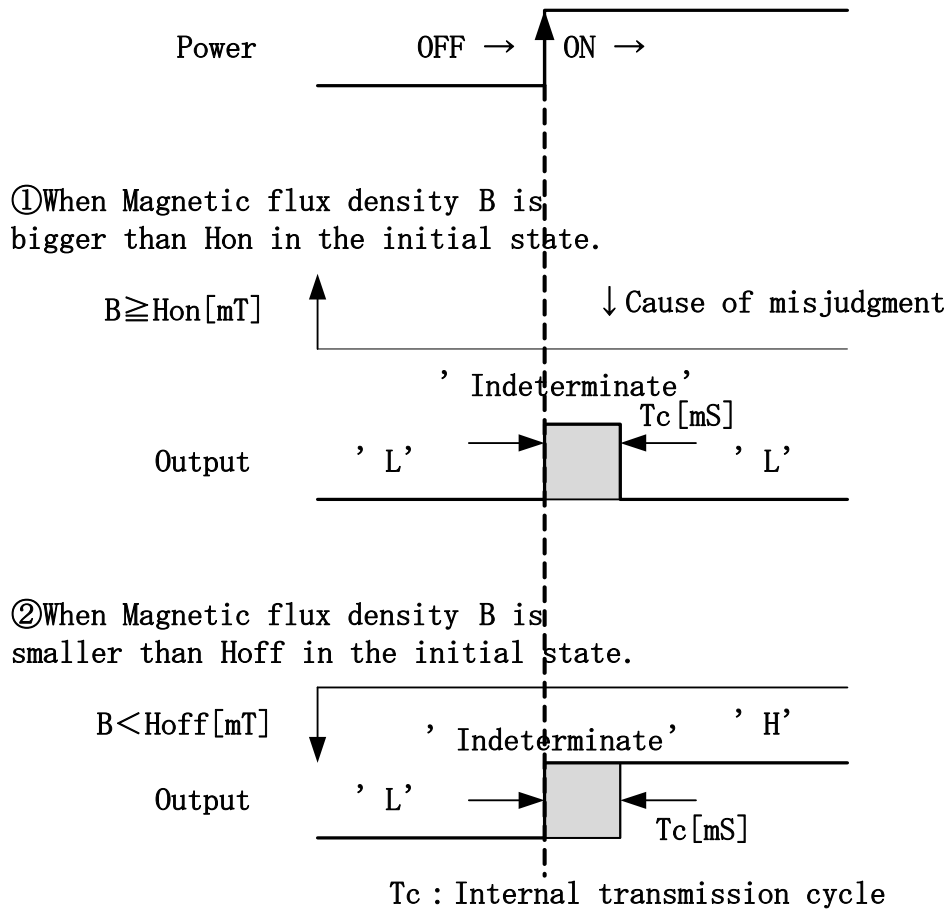 Power OFF → ON →
①When Magnetic flux density B is
bigger than Hon in the initial state.
B≧Hon[mT] ↓Cause of misjudgment
' Indeterminate'
Tc[mS]
Output ' L' ' L'
②When Magnetic flux density B is
smaller than Hoff in the initial state.
B<Hoff[mT] ' Indeterminate' ' H'
Output ' L'
Tc[mS]
Tc：Internal transmission cycle